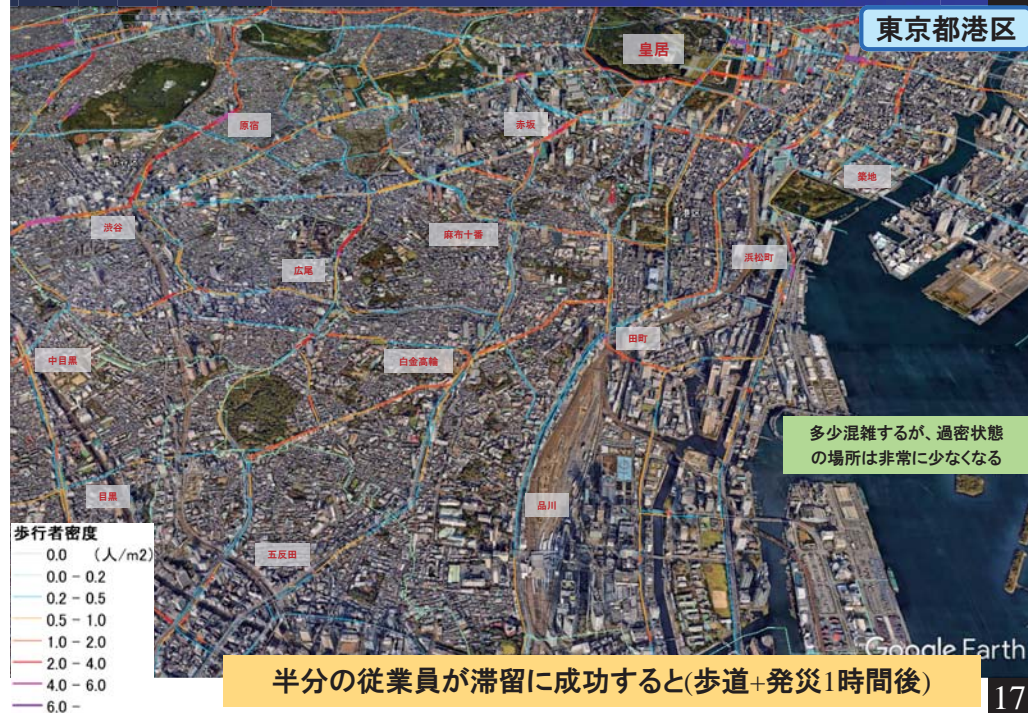 東京都港区
皇居
原宿
赤坂
築地
渋谷
麻布十番
広尾
浜松町
中目黒
白金高輪
田町
多少混雑するが、過密状態
の場所は非常に少なくなる
目黒
品川
五反田
歩行者密度
0.0 (人/m2)
0.0 - 0.2
0.2 - 0.5
0.5 - 1.0
1.0 - 2.0
2.0 - 4.0
4.0 - 6.0
6.0 -
Google Earth
半分の従業員が滞留に成功すると(歩道+発災1時間後)
17